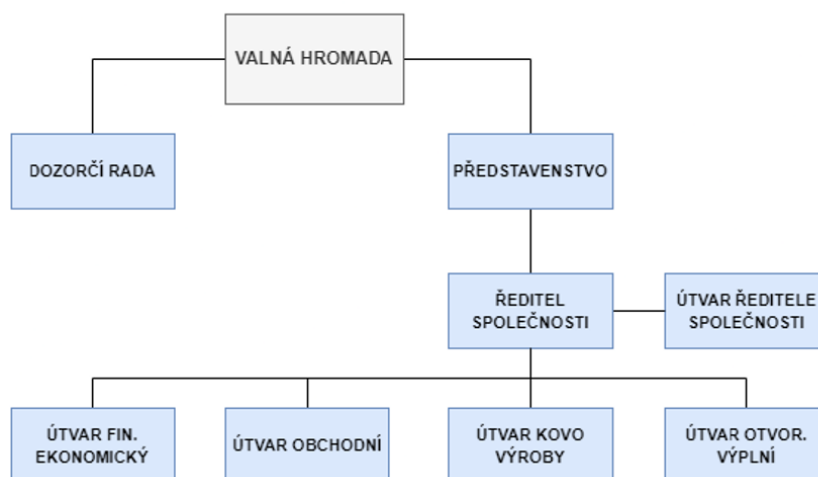 VALNÁ HROMADA
DOZORČÍ RADA
PŘEDSTAVENSTVO
ŘEDITEL
SPOLEČNOSTI
ÚTVAR ŘEDITELE
SPOLEČNOSTI
ÚTVAR FIN.
EKONOMICKÝ
ÚTVAR OBCHODNÍ
ÚTVAR KOVO
VÝROBY
ÚTVAR OTVOR.
VÝPLNÍ